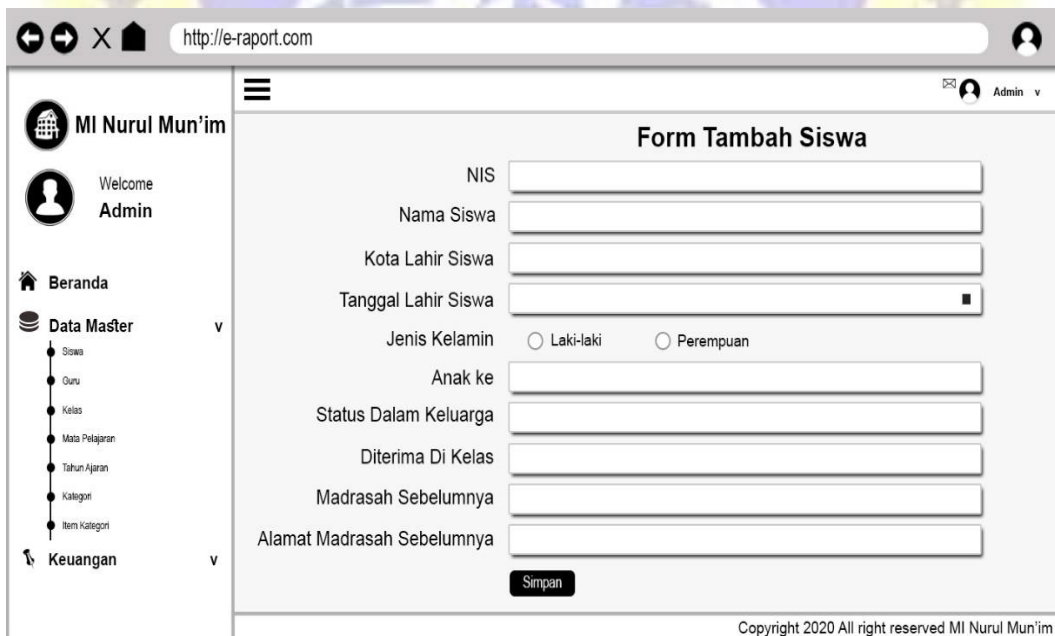 http://e-raport.com
MI Nurul Mun'im
Welcome
Admin
Beranda
Data Master v
Siswa
Guru
Kelas
Mata Pelajaran
Tahun Ajaran
Kategori
Item Kategori
Keuangan v
Admin v
Form Tambah Siswa
NIS
Nama Siswa
Kota Lahir Siswa
Tanggal Lahir Siswa
Jenis Kelamin Laki-laki Perempuan
Anak ke
Status Dalam Keluarga
Diterima Di Kelas
Madrasah Sebelumnya
Alamat Madrasah Sebelumnya
Simpan
Copyright 2020 All right reserved MI Nurul Mun'im